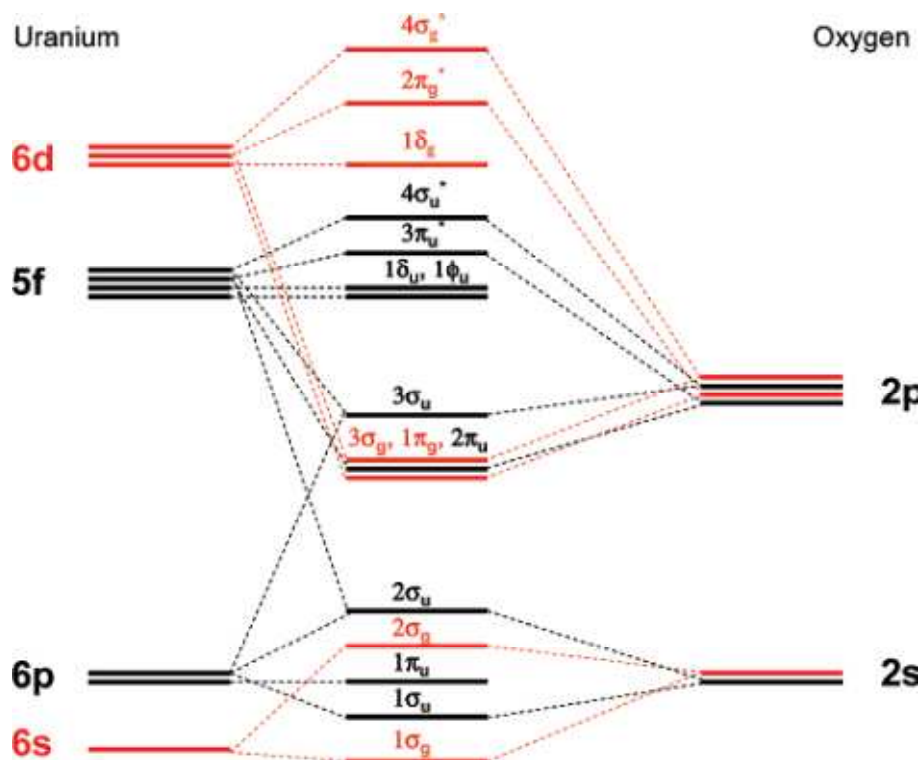 Uranium
Oxygen
4σg*
2πg*
6d
1δg
4σu*
3πu*
5f
1δu, 1ϕu
2p
3σu
3σg, 1πg, 2πu
2σu
2σg
6p
1πu
2s
1σu
6s
1σg